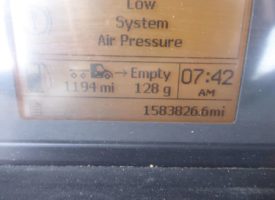 Low
System
Air Pressure
→ Empty
1194 mi 128 g
07:42
AM
1583826.6mi